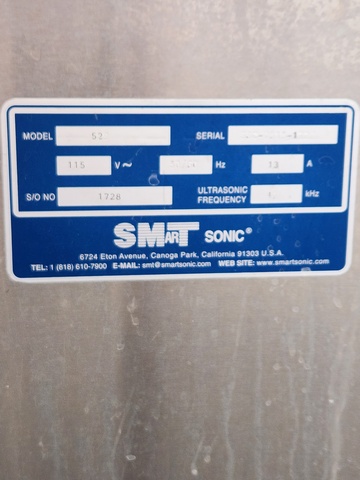 MODEL 52 SERIAL
115 V~ Hz 13 A
S/O NO 1728 ULTRASONIC FREQUENCY kHz
SMART SONIC®
6724 Eton Avenue, Canoga Park, California 91303 U.S.A.
TEL: 1 (818) 610-7900 E-MAIL: smt@smartsonic.com WEB SITE: www.smartsonic.com